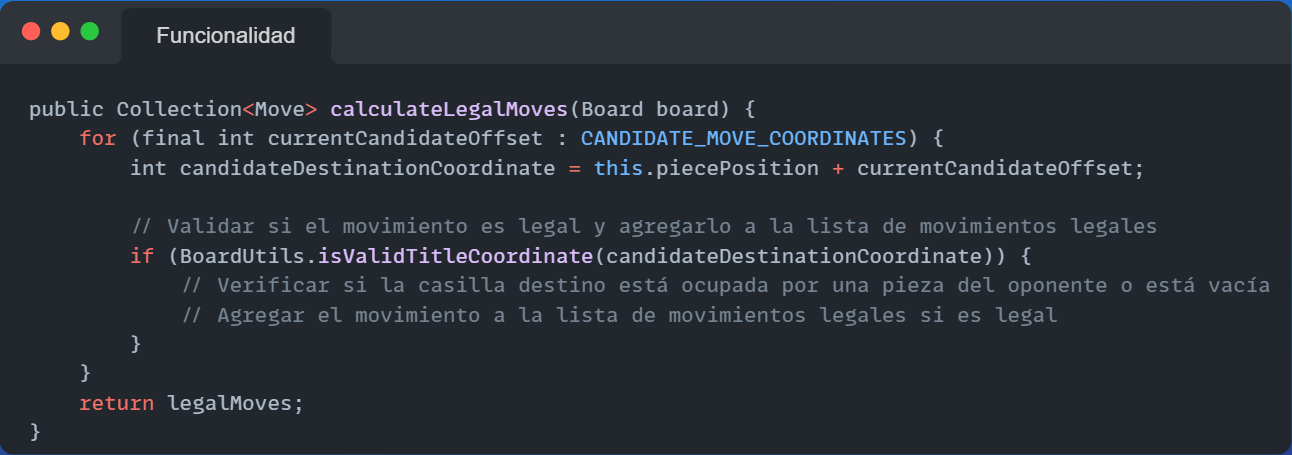 Funcionalidad
public Collection<Move> calculateLegalMoves(Board board) {
    for (final int currentCandidateOffset : CANDIDATE_MOVE_COORDINATES) {
        int candidateDestinationCoordinate = this.piecePosition + currentCandidateOffset;
        // Validar si el movimiento es legal y agregarlo a la lista de movimientos legales
        if (BoardUtils.isValidTitleCoordinate(candidateDestinationCoordinate)) {
            // Verificar si la casilla destino está ocupada por una pieza del oponente o está vacía
            // Agregar el movimiento a la lista de movimientos legales si es legal
        }
    }
    return legalMoves;
}